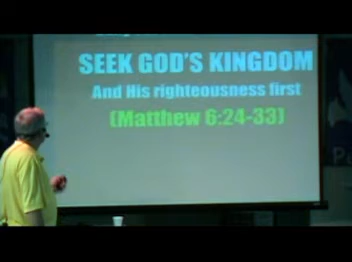 SEEK GOD'S KINGDOM
And His righteousness first
(Matthew 6:24-33)